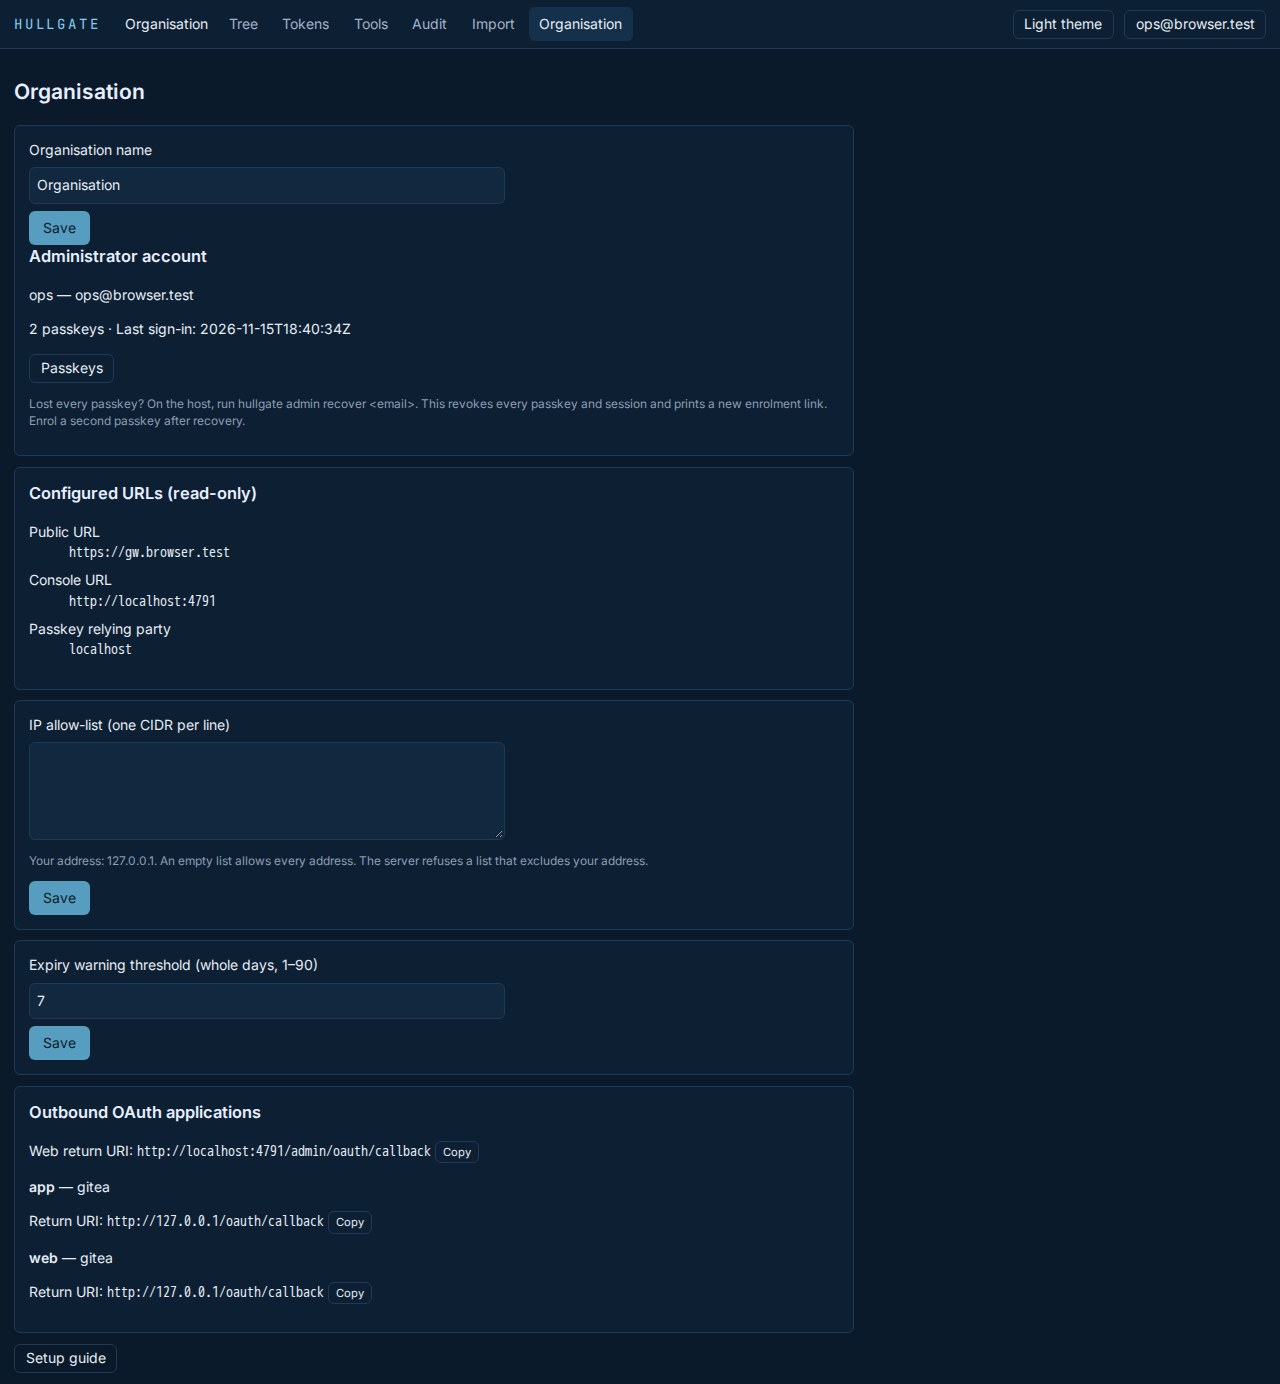 HULLGATE Organisation Tree Tokens Tools Audit Import Organisation Light theme ops@browser.test
Organisation
Organisation name
Organisation
Save
Administrator account
ops — ops@browser.test
2 passkeys · Last sign-in: 2026-11-15T18:40:34Z
Passkeys
Lost every passkey? On the host, run hullgate admin recover <email>. This revokes every passkey and session and prints a new enrolment link.
Enrol a second passkey after recovery.
Configured URLs (read-only)
Public URL
https://gw.browser.test
Console URL
http://localhost:4791
Passkey relying party
localhost
IP allow-list (one CIDR per line)
Your address: 127.0.0.1. An empty list allows every address. The server refuses a list that excludes your address.
Save
Expiry warning threshold (whole days, 1–90)
7
Save
Outbound OAuth applications
Web return URI: http://localhost:4791/admin/oauth/callback Copy
app — gitea
Return URI: http://127.0.0.1/oauth/callback Copy
web — gitea
Return URI: http://127.0.0.1/oauth/callback Copy
Setup guide